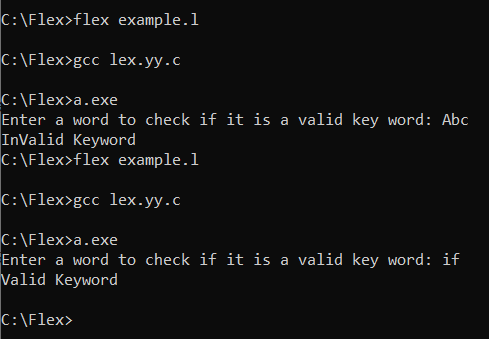 C:\Flex>flex example.l
C:\Flex>gcc lex.yy.c
C:\Flex>a.exe
Enter a word to check if it is a valid key word: Abc
InValid Keyword
C:\Flex>flex example.l
C:\Flex>gcc lex.yy.c
C:\Flex>a.exe
Enter a word to check if it is a valid key word: if
Valid Keyword
C:\Flex>